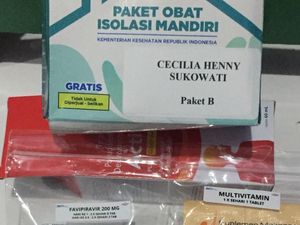 PAKET OBAT
ISOLASI MANDIRI
KEMENTERIAN KESEHATAN REPUBLIK INDONESIA
GRATIS
Tidak Untuk
Diperjual - Belikan
CECILIA HENNY
SUKOWATI
Paket B
FAVIPIRAVIR 200 MG
MULTIVITAMIN
1 X SEHARI 1 TABLET